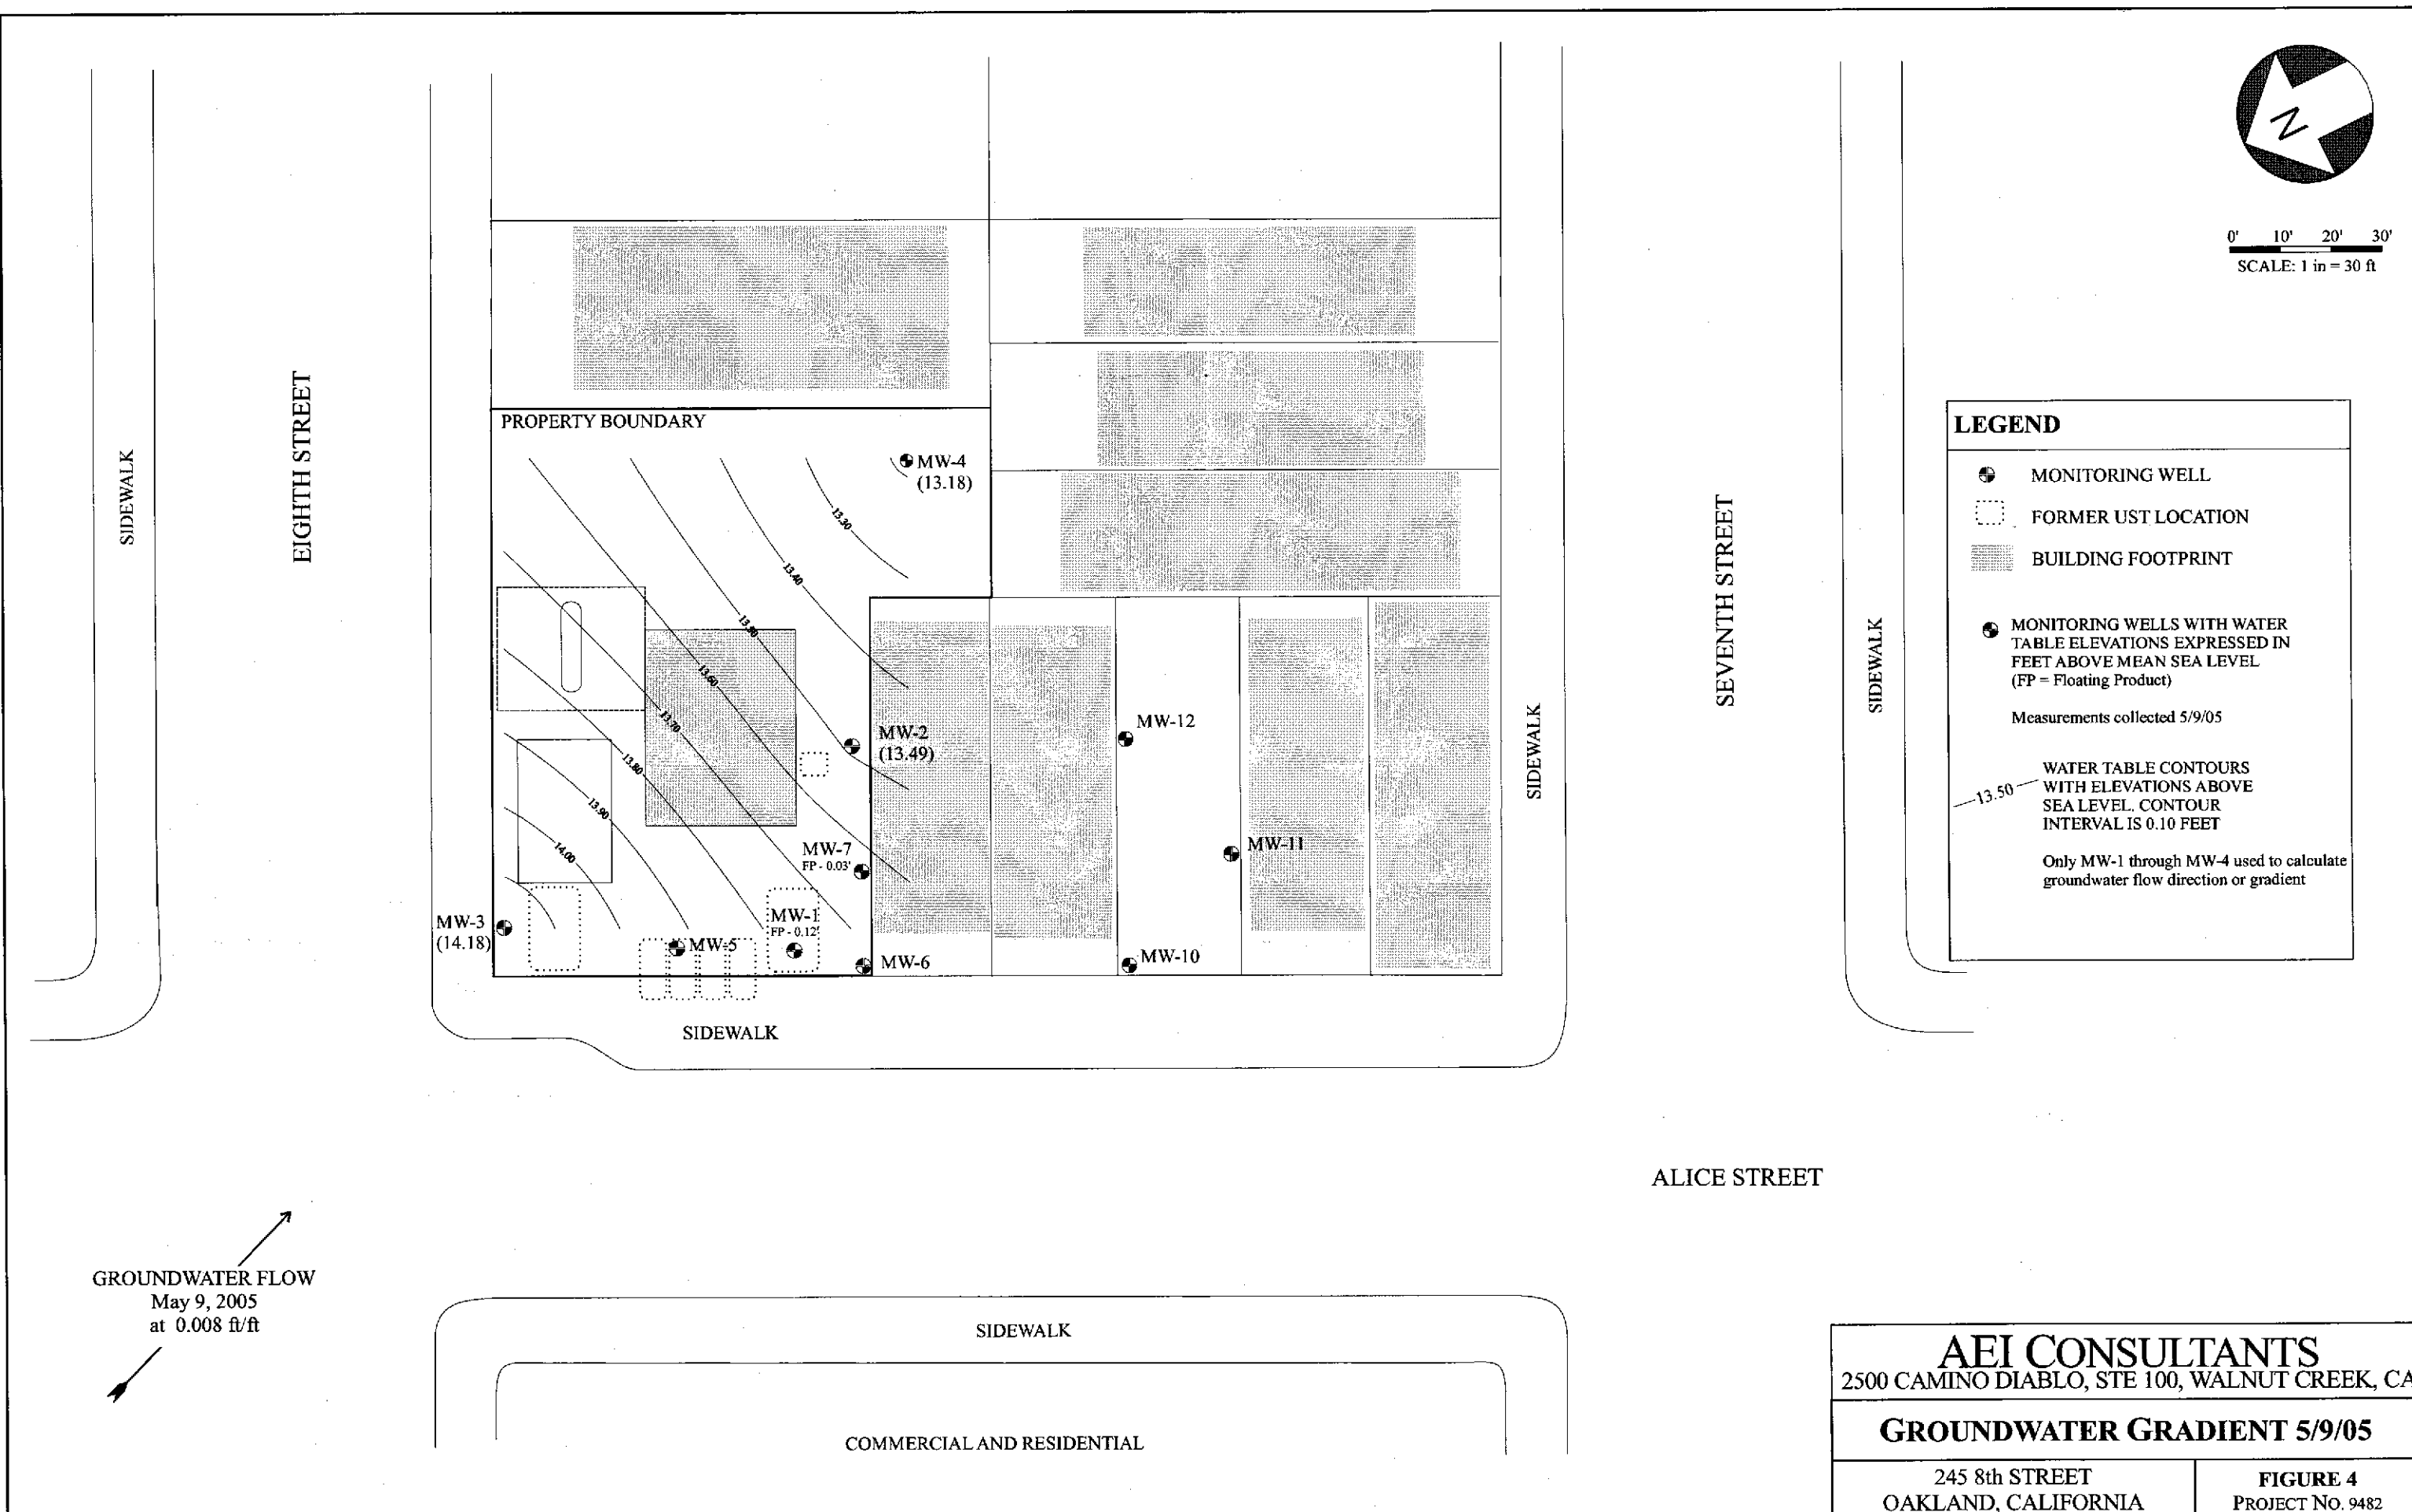 N
0' 10' 20' 30'
SCALE: 1 in = 30 ft
SIDEWALK
EIGHTH STREET
PROPERTY BOUNDARY
MW-4
(13.18)
13.30
13.40
13.50
13.60
13.70
13.80
13.90
14.00
MW-2
(13.49)
MW-12
MW-7
FP - 0.03'
MW-11
MW-3
(14.18)
MW-1
FP - 0.12'
MW-5
MW-6
MW-10
SIDEWALK
SIDEWALK
SEVENTH STREET
SIDEWALK
LEGEND
MONITORING WELL
FORMER UST LOCATION
BUILDING FOOTPRINT
MONITORING WELLS WITH WATER
TABLE ELEVATIONS EXPRESSED IN
FEET ABOVE MEAN SEA LEVEL
(FP = Floating Product)
Measurements collected 5/9/05
13.50
WATER TABLE CONTOURS
WITH ELEVATIONS ABOVE
SEA LEVEL, CONTOUR
INTERVAL IS 0.10 FEET
Only MW-1 through MW-4 used to calculate
groundwater flow direction or gradient
ALICE STREET
GROUNDWATER FLOW
May 9, 2005
at 0.008 ft/ft
SIDEWALK
COMMERCIAL AND RESIDENTIAL
AEI CONSULTANTS
2500 CAMINO DIABLO, STE 100, WALNUT CREEK, CA
GROUNDWATER GRADIENT 5/9/05
245 8th STREET
OAKLAND, CALIFORNIA
FIGURE 4
PROJECT NO. 9482